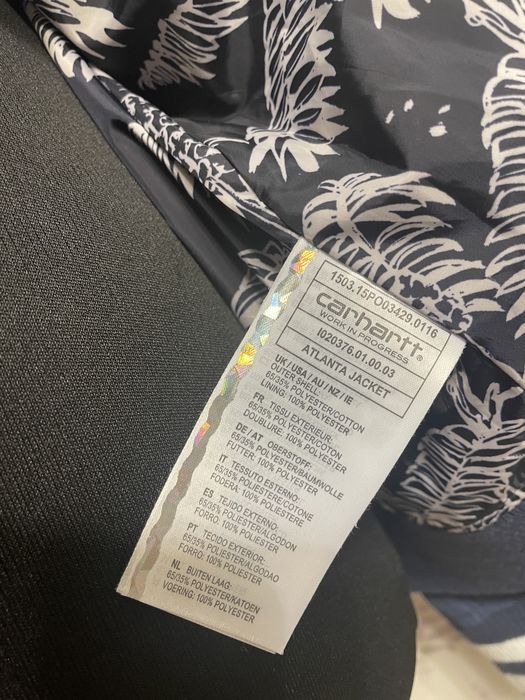 1503.15PO03429.0116
carhartt
WORK IN PROGRESS
I020376.01.00.03
ATLANTA JACKET
UK / USA / AU / NZ / IE
OUTER SHELL:
65/35% POLYESTER/COTTON
LINING: 100% POLYESTER
FR TISSU EXTERIEUR:
65/35% POLYESTER/COTON
DOUBLURE: 100% POLYESTER
DE / AT OBERSTOFF:
65/35% POLYESTER/BAUMWOLLE
FUTTER: 100% POLYESTER
IT TESSUTO ESTERNO:
65/35% POLIESTERE/COTONE
FODERA: 100% POLIESTERE
ES TEJIDO EXTERNO:
65/35% POLIESTER/ALGODON
FORRO: 100% POLIESTER
PT TECIDO EXTERIOR:
65/35% POLIESTER/ALGODAO
FORRO: 100% POLIESTER
NL BUITEN LAAG:
65/35% POLYESTER/KATOEN
VOERING: 100% POLYESTER